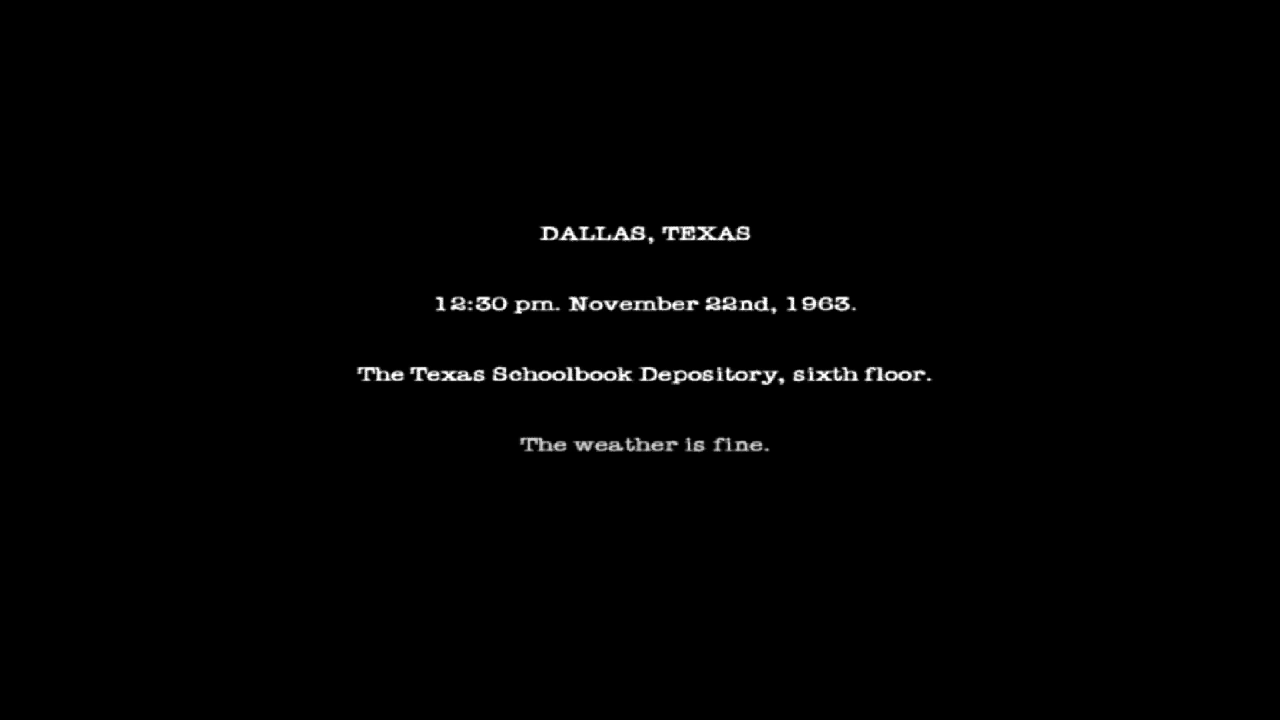 DALLAS, TEXAS
12:30 pm. November 22nd, 1963.
The Texas Schoolbook Depository, sixth floor.
The weather is fine.